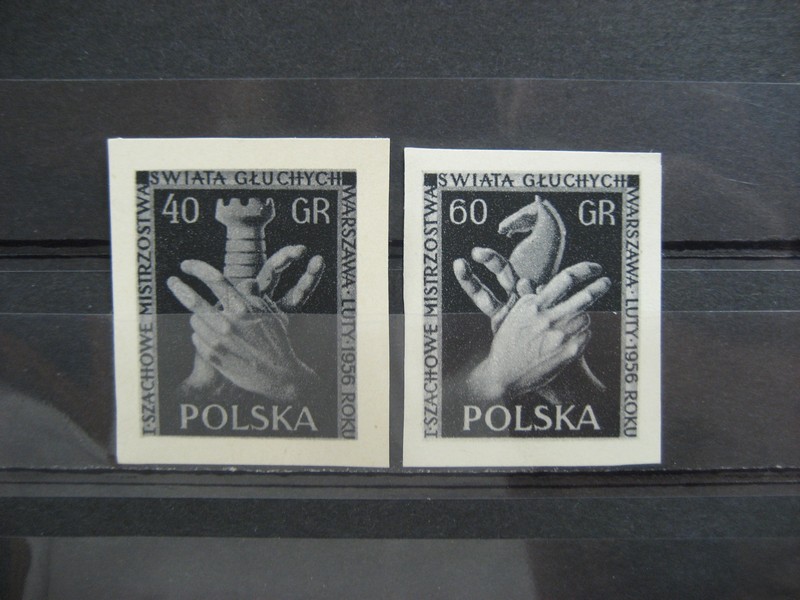 I·SZACHOWE MISTRZOSTWA
ŚWIATA GŁUCHYCH
WARSZAWA·LUTY·1956 ROKU
40 GR
POLSKA
I·SZACHOWE MISTRZOSTWA
ŚWIATA GŁUCHYCH
WARSZAWA·LUTY·1956 ROKU
60 GR
POLSKA